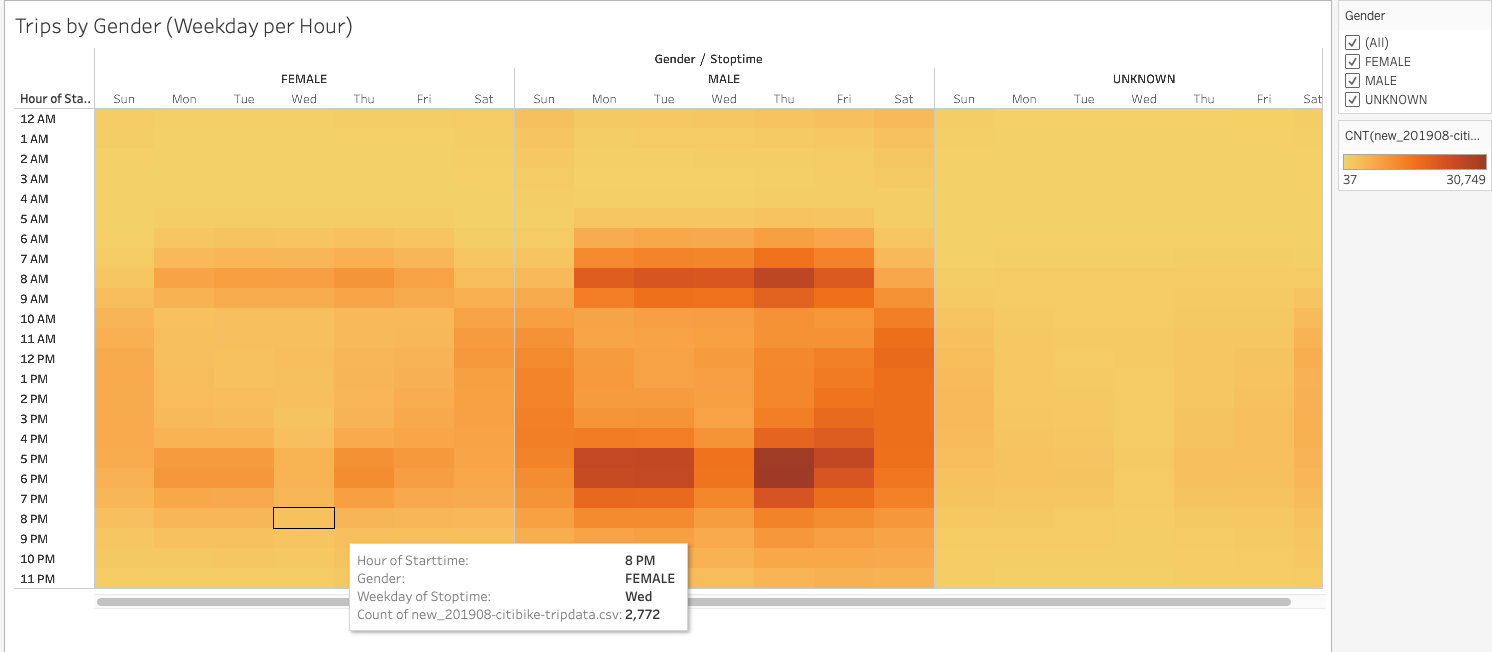 Trips by Gender (Weekday per Hour)
Gender / Stoptime
FEMALE MALE UNKNOWN
Hour of Sta.. Sun Mon Tue Wed Thu Fri Sat Sun Mon Tue Wed Thu Fri Sat Sun Mon Tue Wed Thu Fri Sat
12 AM
1 AM
2 AM
3 AM
4 AM
5 AM
6 AM
7 AM
8 AM
9 AM
10 AM
11 AM
12 PM
1 PM
2 PM
3 PM
4 PM
5 PM
6 PM
7 PM
8 PM
9 PM
10 PM
11 PM
Hour of Starttime: 8 PM
Gender: FEMALE
Weekday of Stoptime: Wed
Count of new_201908-citibike-tripdata.csv: 2,772
Gender
(All)
FEMALE
MALE
UNKNOWN
CNT(new_201908-citi...
37 30,749